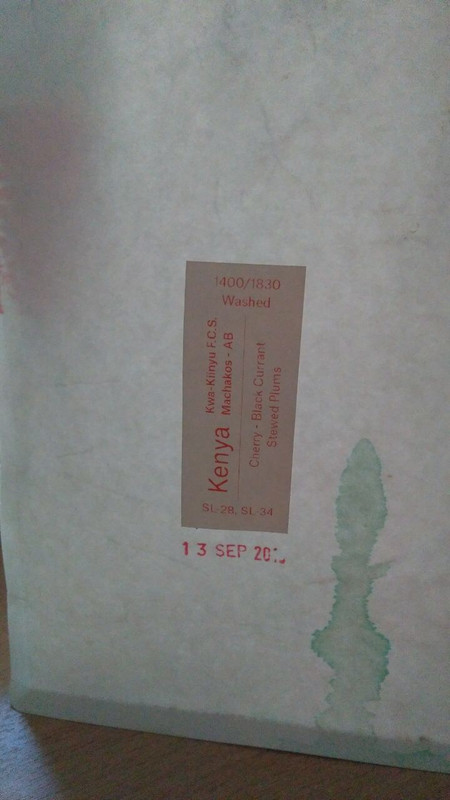 1400/1830
Washed
Kenya
Kwa-Kiinyu F.C.S.
Machakos - AB
Cherry - Black Currant
Stewed Plums
SL-28, SL-34
13 SEP